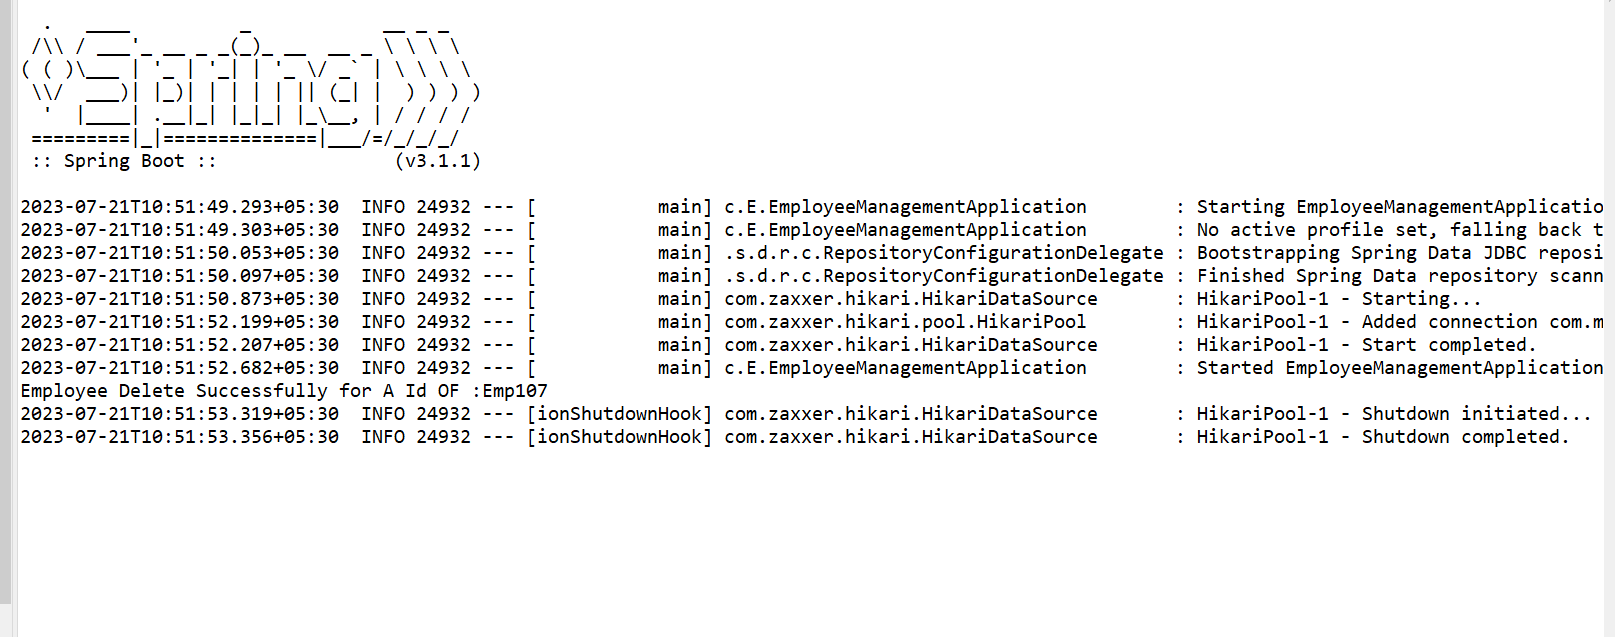 .   ____          _            __ _ _
 /\\ / ___'_ __ _ _(_)_ __  __ _ \ \ \ \
( ( )\___ | '_ | '_| | '_ \/ _` | \ \ \ \
 \\/  ___)| |_)| | | | | || (_| |  ) ) ) )
  '  |____| .__|_| |_|_| |_\__, | / / / /
 =========|_|==============|___/=/_/_/_/
 :: Spring Boot ::                (v3.1.1)
2023-07-21T10:51:49.293+05:30  INFO 24932 --- [           main] c.E.EmployeeManagementApplication        : Starting EmployeeManagementApplicatio
2023-07-21T10:51:49.303+05:30  INFO 24932 --- [           main] c.E.EmployeeManagementApplication        : No active profile set, falling back t
2023-07-21T10:51:50.053+05:30  INFO 24932 --- [           main] .s.d.r.c.RepositoryConfigurationDelegate : Bootstrapping Spring Data JDBC reposi
2023-07-21T10:51:50.097+05:30  INFO 24932 --- [           main] .s.d.r.c.RepositoryConfigurationDelegate : Finished Spring Data repository scann
2023-07-21T10:51:50.873+05:30  INFO 24932 --- [           main] com.zaxxer.hikari.HikariDataSource       : HikariPool-1 - Starting...
2023-07-21T10:51:52.199+05:30  INFO 24932 --- [           main] com.zaxxer.hikari.pool.HikariPool        : HikariPool-1 - Added connection com.m
2023-07-21T10:51:52.207+05:30  INFO 24932 --- [           main] com.zaxxer.hikari.HikariDataSource       : HikariPool-1 - Start completed.
2023-07-21T10:51:52.682+05:30  INFO 24932 --- [           main] c.E.EmployeeManagementApplication        : Started EmployeeManagementApplication
Employee Delete Successfully for A Id OF :Emp107
2023-07-21T10:51:53.319+05:30  INFO 24932 --- [ionShutdownHook] com.zaxxer.hikari.HikariDataSource       : HikariPool-1 - Shutdown initiated...
2023-07-21T10:51:53.356+05:30  INFO 24932 --- [ionShutdownHook] com.zaxxer.hikari.HikariDataSource       : HikariPool-1 - Shutdown completed.